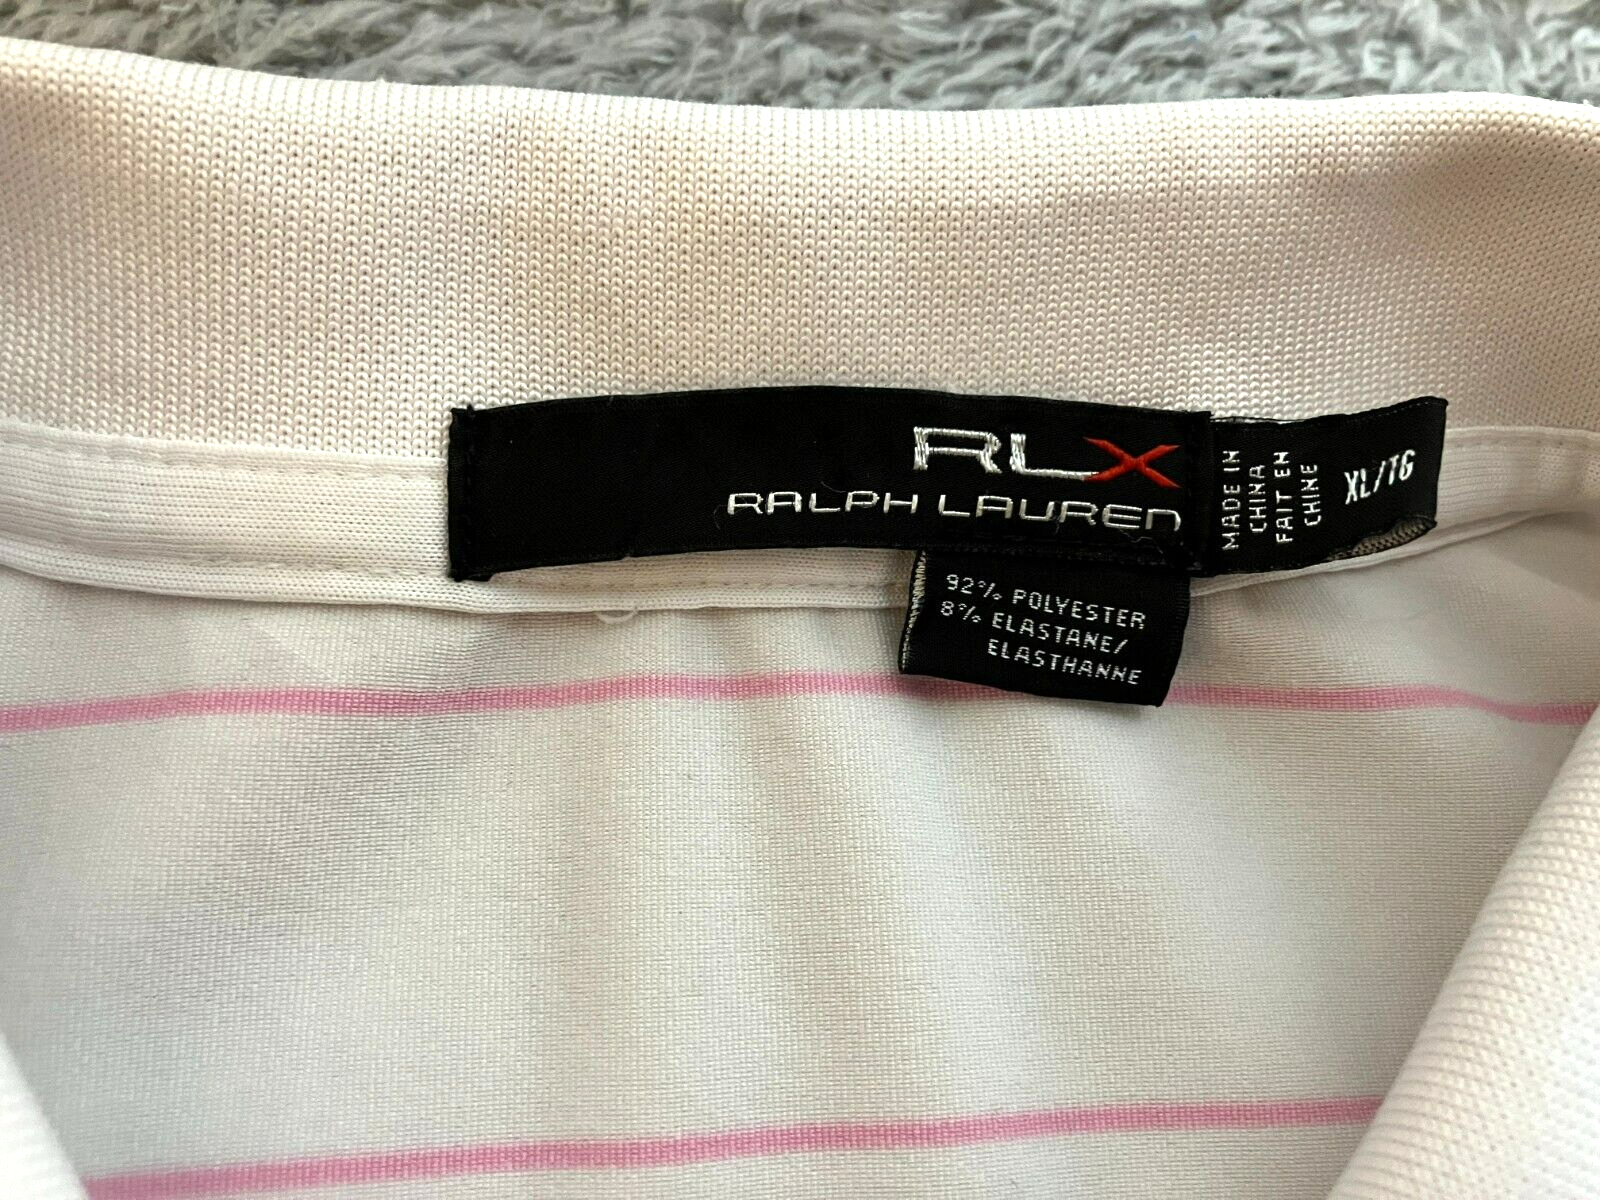 RLX
RALPH LAUREN
MADE IN
CHINA
FAIT EN
CHINE
XL/TG
92% POLYESTER
8% ELASTANE/
ELASTHANNE